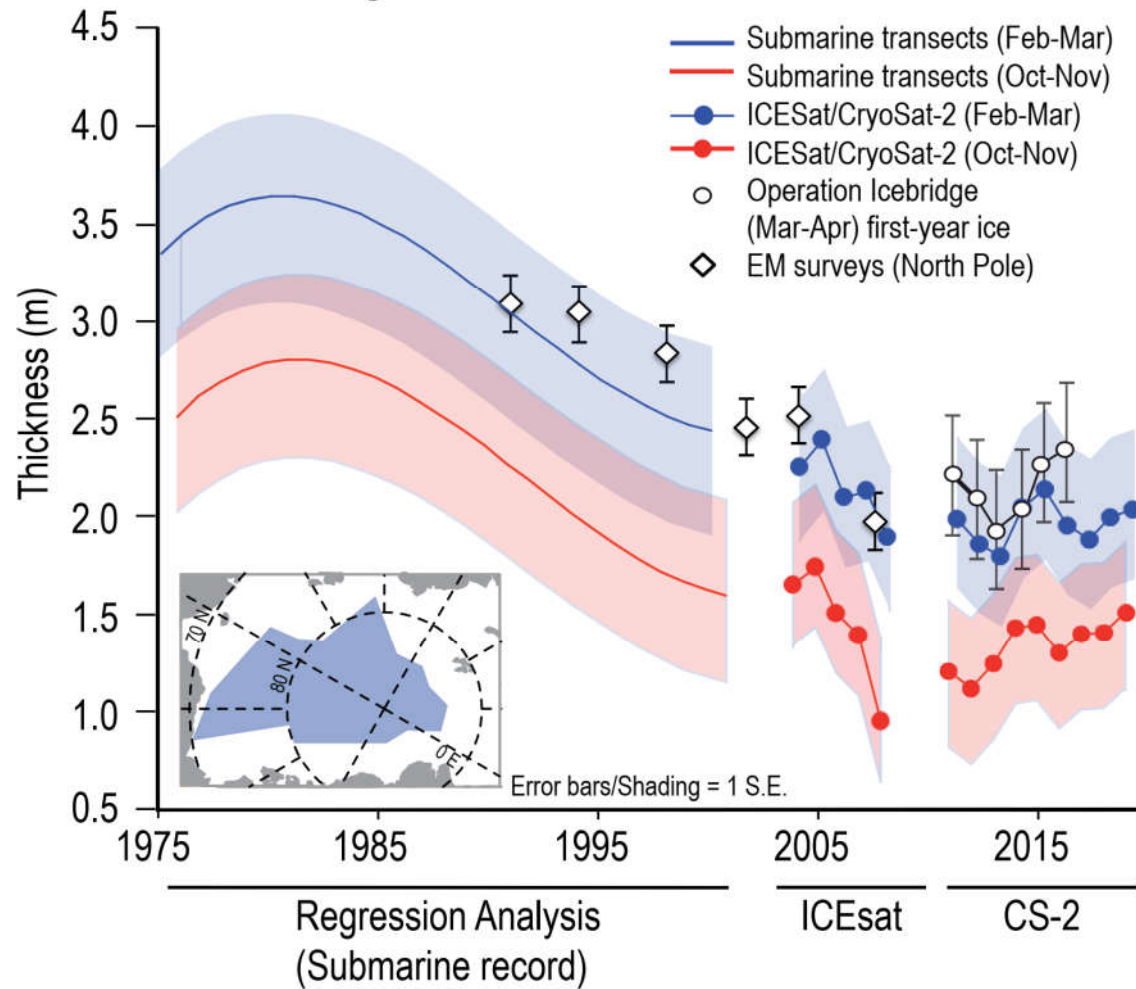 4.5
4.0
3.5
3.0
2.5
2.0
1.5
1.0
0.5
Thickness (m)
Submarine transects (Feb-Mar)
Submarine transects (Oct-Nov)
ICESat/CryoSat-2 (Feb-Mar)
ICESat/CryoSat-2 (Oct-Nov)
Operation Icebridge
(Mar-Apr) first-year ice
EM surveys (North Pole)
70 N
80 N
0 E
Error bars/Shading = 1 S.E.
1975
1985
1995
2005
2015
Regression Analysis
(Submarine record)
ICEsat
CS-2